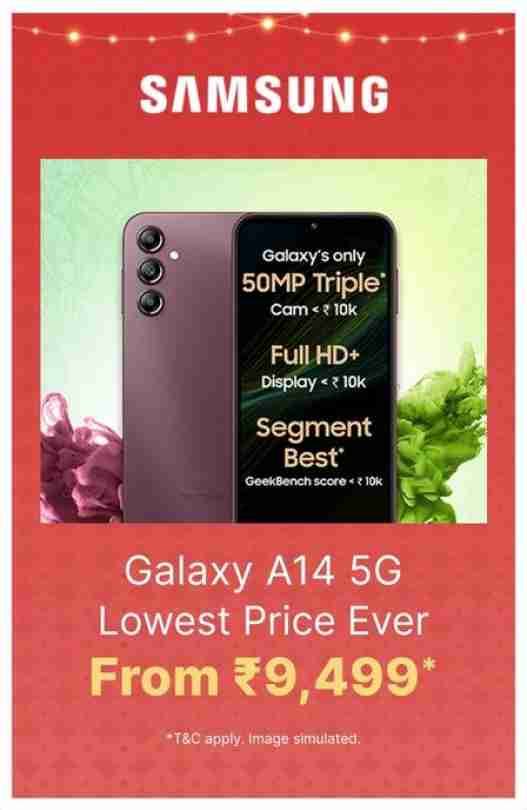 SAMSUNG
Galaxy's only
50MP Triple*
Cam < ₹ 10k
Full HD+
Display < ₹ 10k
Segment
Best*
GeekBench score < ₹ 10k
Galaxy A14 5G
Lowest Price Ever
From ₹9,499*
*T&C apply. Image simulated.